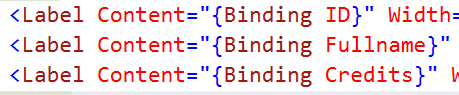 <Label Content="{Binding ID}" Width=
<Label Content="{Binding Fullname}"
<Label Content="{Binding Credits}" W